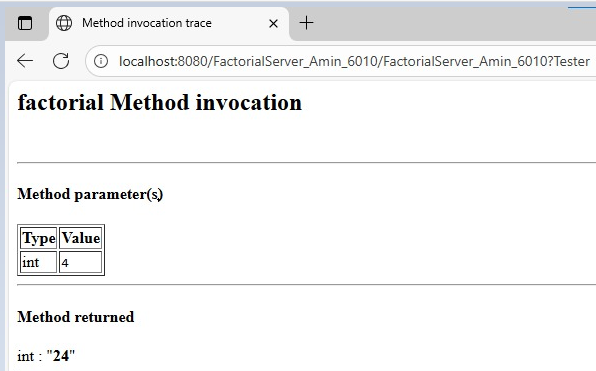 Method invocation trace
localhost:8080/FactorialServer_Amin_6010/FactorialServer_Amin_6010?Tester
factorial Method invocation
Method parameter(s)
Type Value
int 4
Method returned
int : "24"